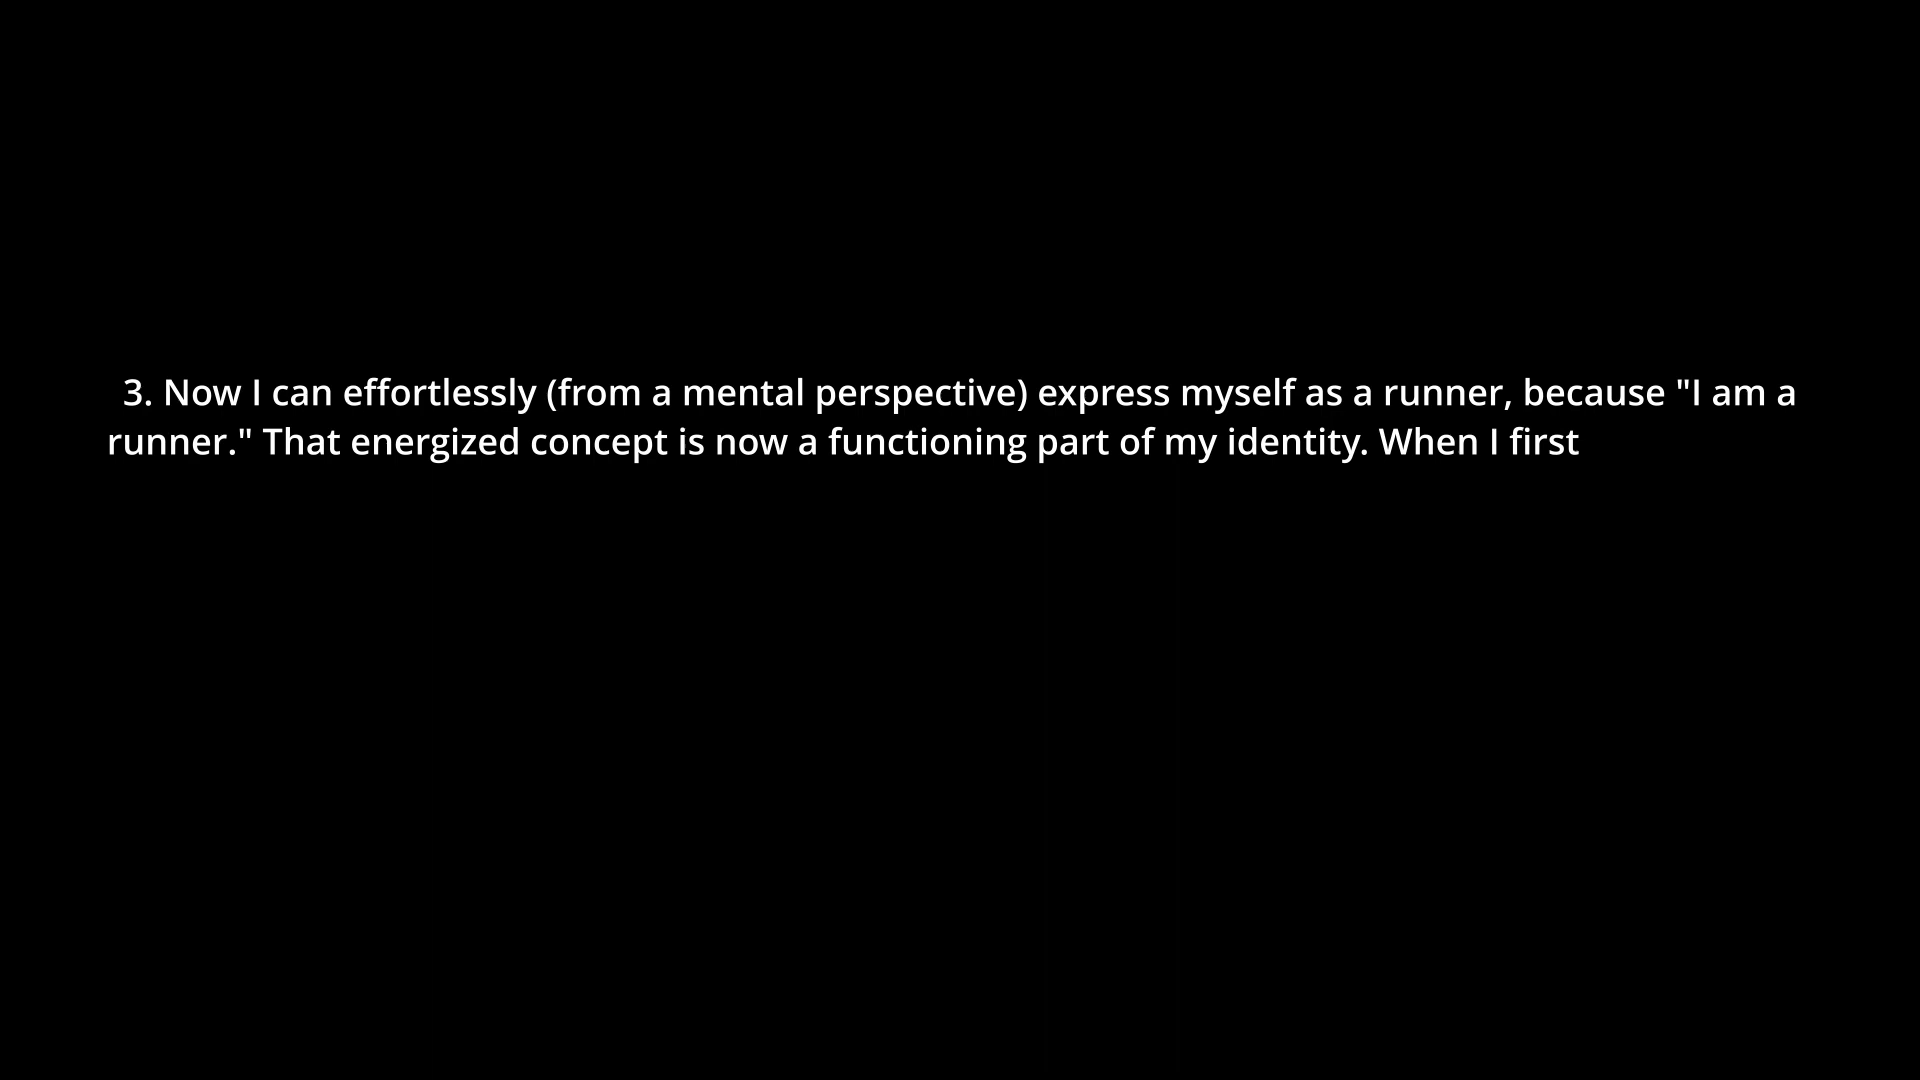 3. Now I can effortlessly (from a mental perspective) express myself as a runner, because "I am a
runner." That energized concept is now a functioning part of my identity. When I first